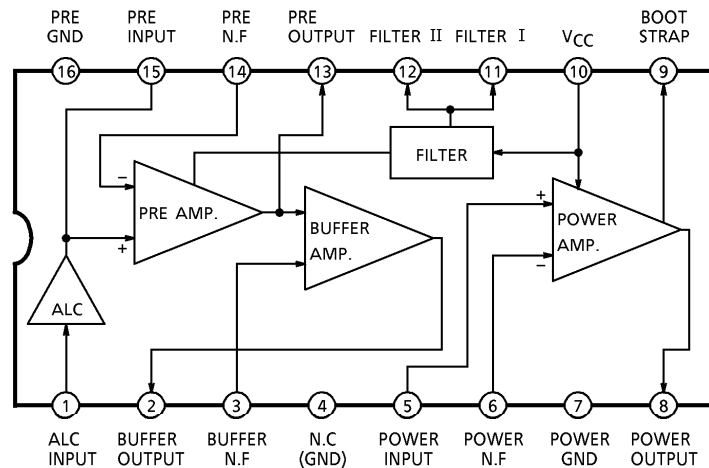 PRE GND
PRE INPUT
PRE N.F
PRE OUTPUT
FILTER II
FILTER I
VCC
BOOT STRAP
16
15
14
13
12
11
10
9
FILTER
−
PRE AMP.
+
BUFFER AMP.
+
POWER AMP.
−
ALC
1
2
3
4
5
6
7
8
ALC INPUT
BUFFER OUTPUT
BUFFER N.F
N.C (GND)
POWER INPUT
POWER N.F
POWER GND
POWER OUTPUT